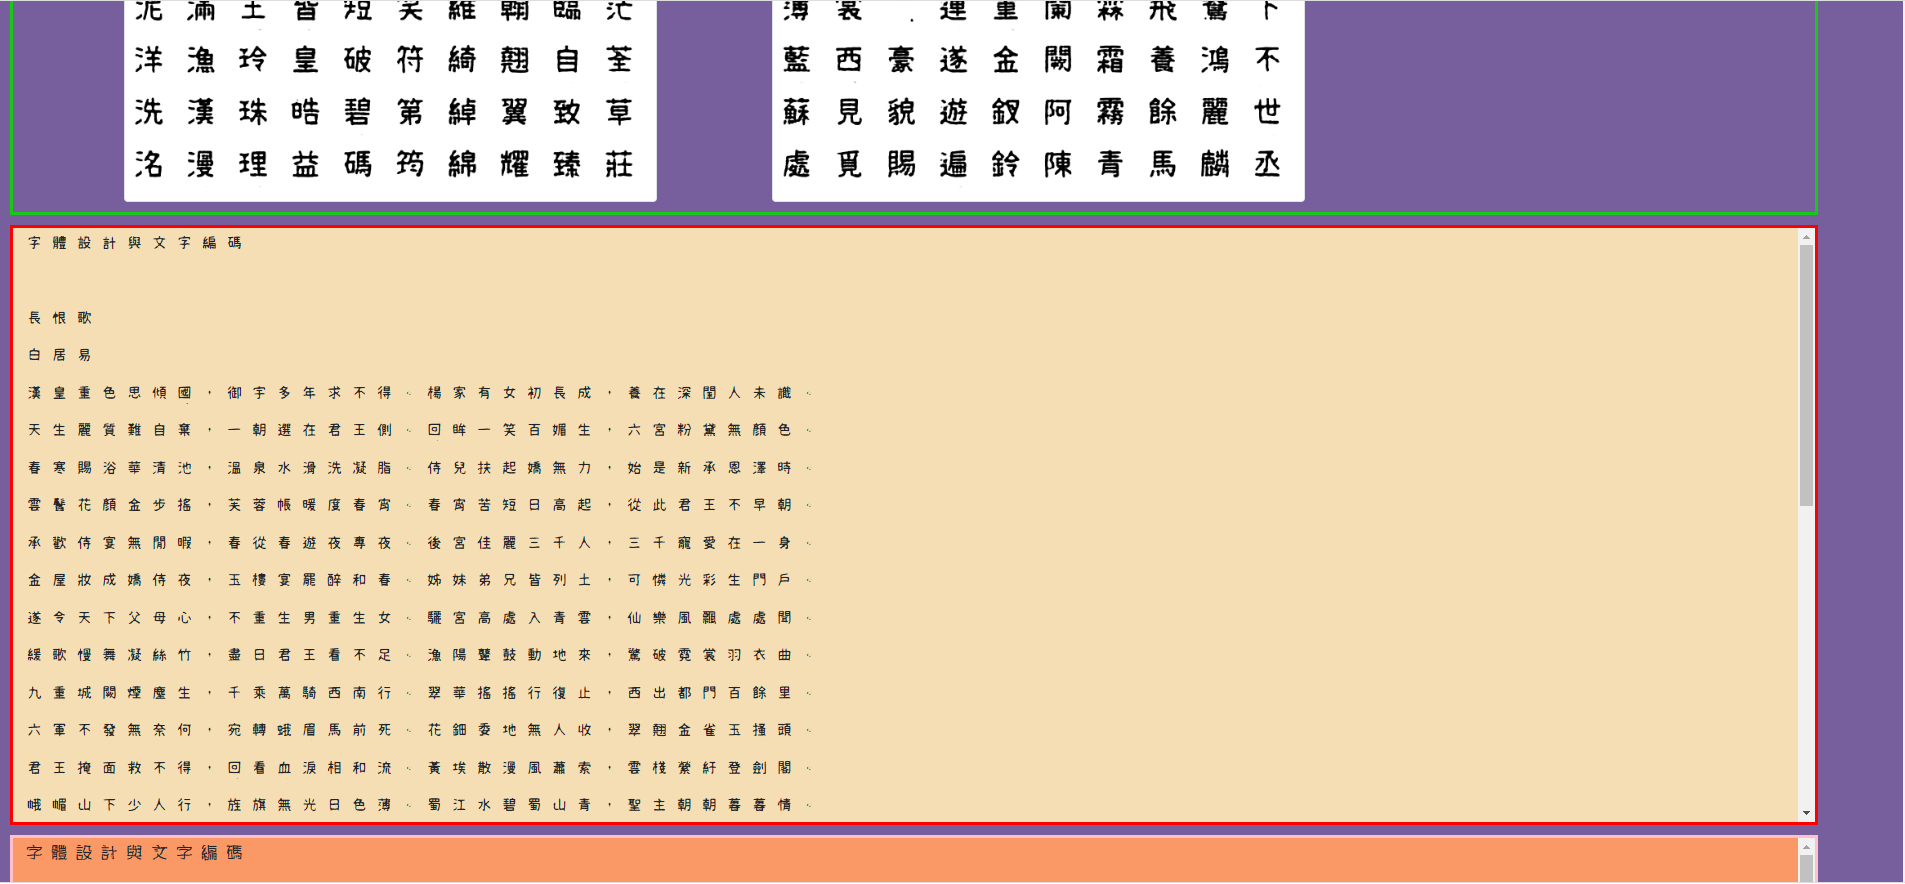 泥 滿 王 皆 短 笑 維 翱 臨 茫
洋 漁 玲 皇 破 符 綺 翹 自 荃
洗 漢 珠 皓 碧 第 綽 翼 致 草
洺 漫 理 益 碼 筠 綿 耀 臻 莊
薄 裳 連 重 闌 霖 飛 鴛 下
藍 西 豪 遂 金 闕 霜 養 鴻 不
蘇 見 貌 遊 釵 阿 霧 餘 麗 世
處 覓 賜 遍 鈴 陳 青 馬 麟 丞
字體設計與文字編碼
長恨歌
白居易
漢皇重色思傾國，御字多年求不得。楊家有女初長成，養在深閨人未識。
天生麗質難自棄，一朝選在君王側。回眸一笑百媚生，六宮粉黛無顏色。
春寒賜浴華清池，溫泉水滑洗凝脂。侍兒扶起嬌無力，始是新承恩澤時。
雲鬢花顏金步搖，芙蓉帳暖度春宵。春宵苦短日高起，從此君王不早朝。
承歡侍宴無閒暇，春從春遊夜專夜。後宮佳麗三千人，三千寵愛在一身。
金屋妝成嬌侍夜，玉樓宴罷醉和春。姊妹弟兄皆列土，可憐光彩生門戶。
遂令天下父母心，不重生男重生女。驪宮高處入青雲，仙樂風飄處處聞。
緩歌慢舞凝絲竹，盡日君王看不足。漁陽鼙鼓動地來，驚破霓裳羽衣曲。
九重城闕煙塵生，千乘萬騎西南行。翠華搖搖行復止，西出都門百餘里。
六軍不發無奈何，宛轉蛾眉馬前死。花鈿委地無人收，翠翹金雀玉搔頭。
君王掩面救不得，回看血淚相和流。黃埃散漫風蕭索，雲棧縈紆登劍閣。
峨嵋山下少人行，旌旗無光日色薄。蜀江水碧蜀山青，聖主朝朝暮暮情。
字體設計與文字編碼